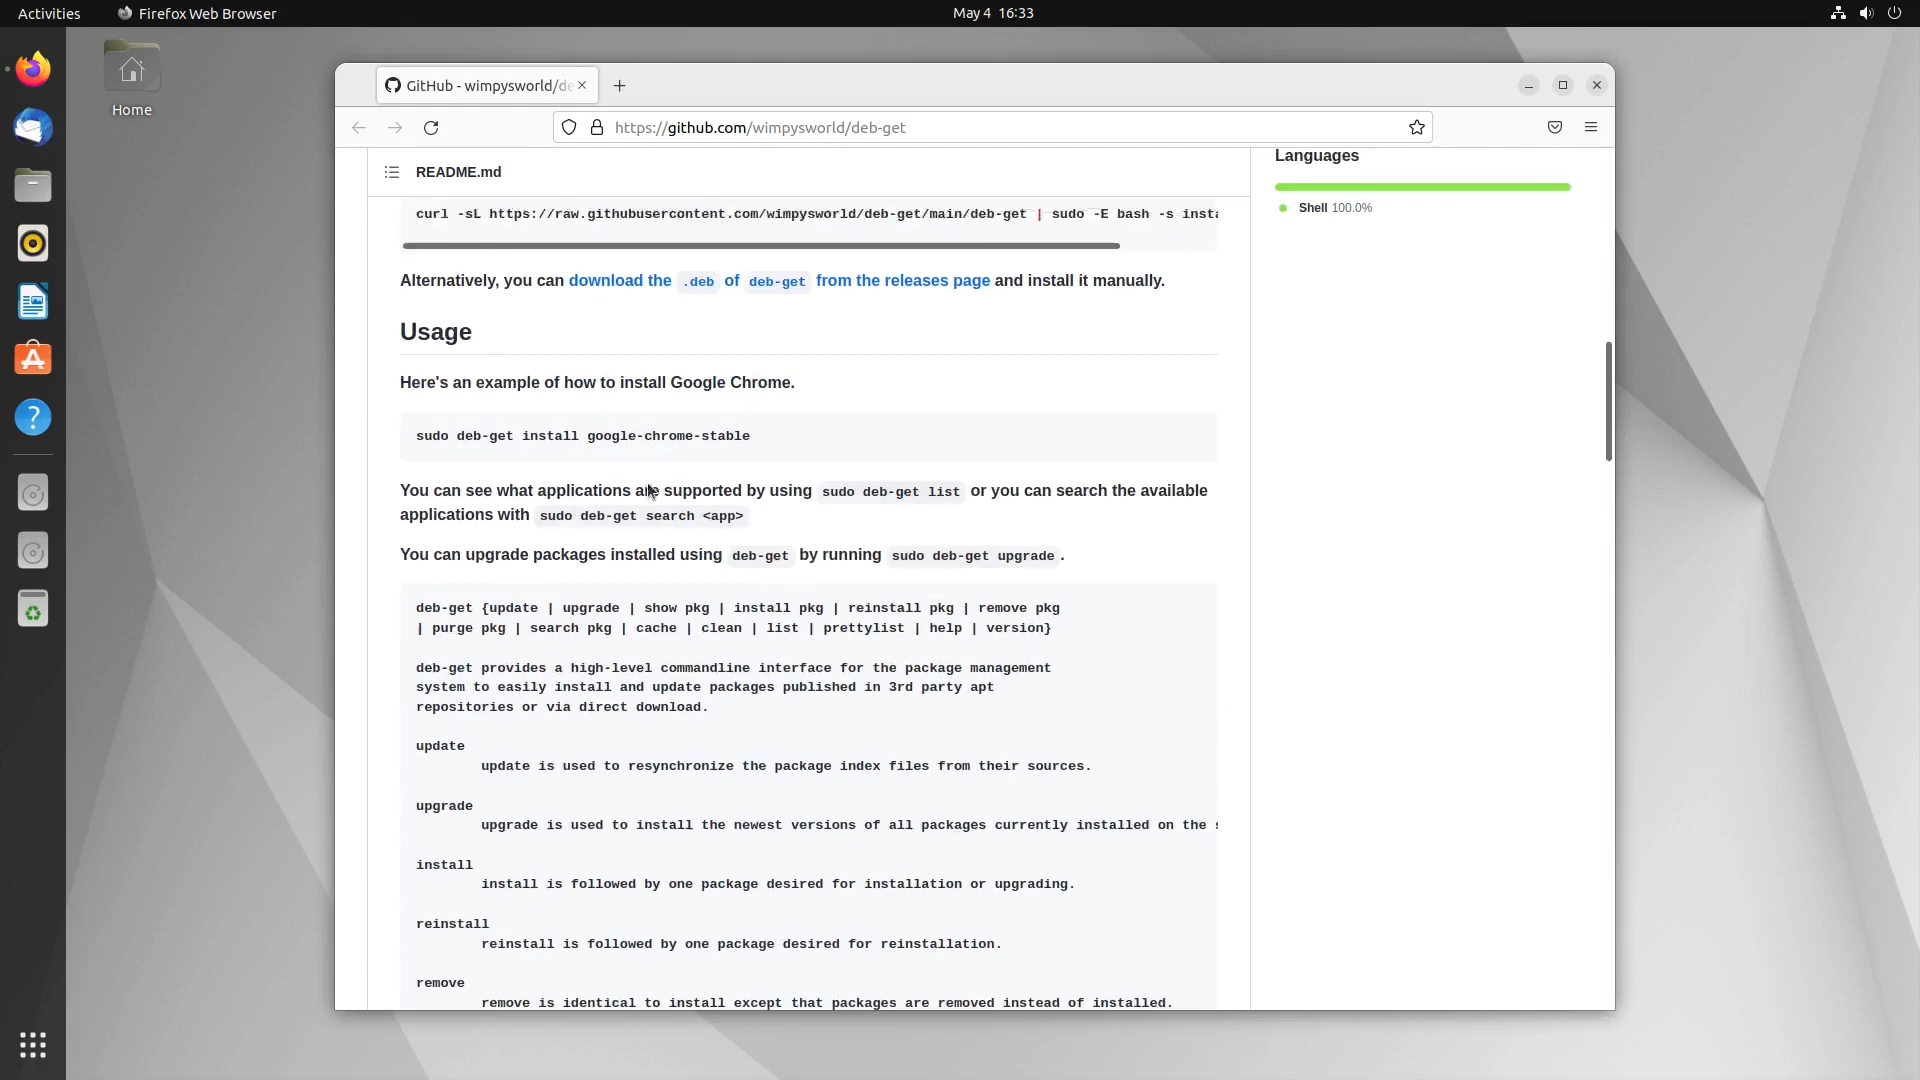 Activities
Firefox Web Browser
May 4 16:33
Home
GitHub - wimpysworld/de
https://github.com/wimpysworld/deb-get
README.md
Languages
Shell 100.0%
curl -sL https://raw.githubusercontent.com/wimpysworld/deb-get/main/deb-get | sudo -E bash -s insta
Alternatively, you can download the .deb of deb-get from the releases page and install it manually.
Usage
Here's an example of how to install Google Chrome.
sudo deb-get install google-chrome-stable
You can see what applications are supported by using sudo deb-get list or you can search the available
applications with sudo deb-get search <app>
You can upgrade packages installed using deb-get by running sudo deb-get upgrade.
deb-get {update | upgrade | show pkg | install pkg | reinstall pkg | remove pkg
| purge pkg | search pkg | cache | clean | list | prettylist | help | version}
deb-get provides a high-level commandline interface for the package management
system to easily install and update packages published in 3rd party apt
repositories or via direct download.
update
update is used to resynchronize the package index files from their sources.
upgrade
upgrade is used to install the newest versions of all packages currently installed on the s
install
install is followed by one package desired for installation or upgrading.
reinstall
reinstall is followed by one package desired for reinstallation.
remove
remove is identical to install except that packages are removed instead of installed.